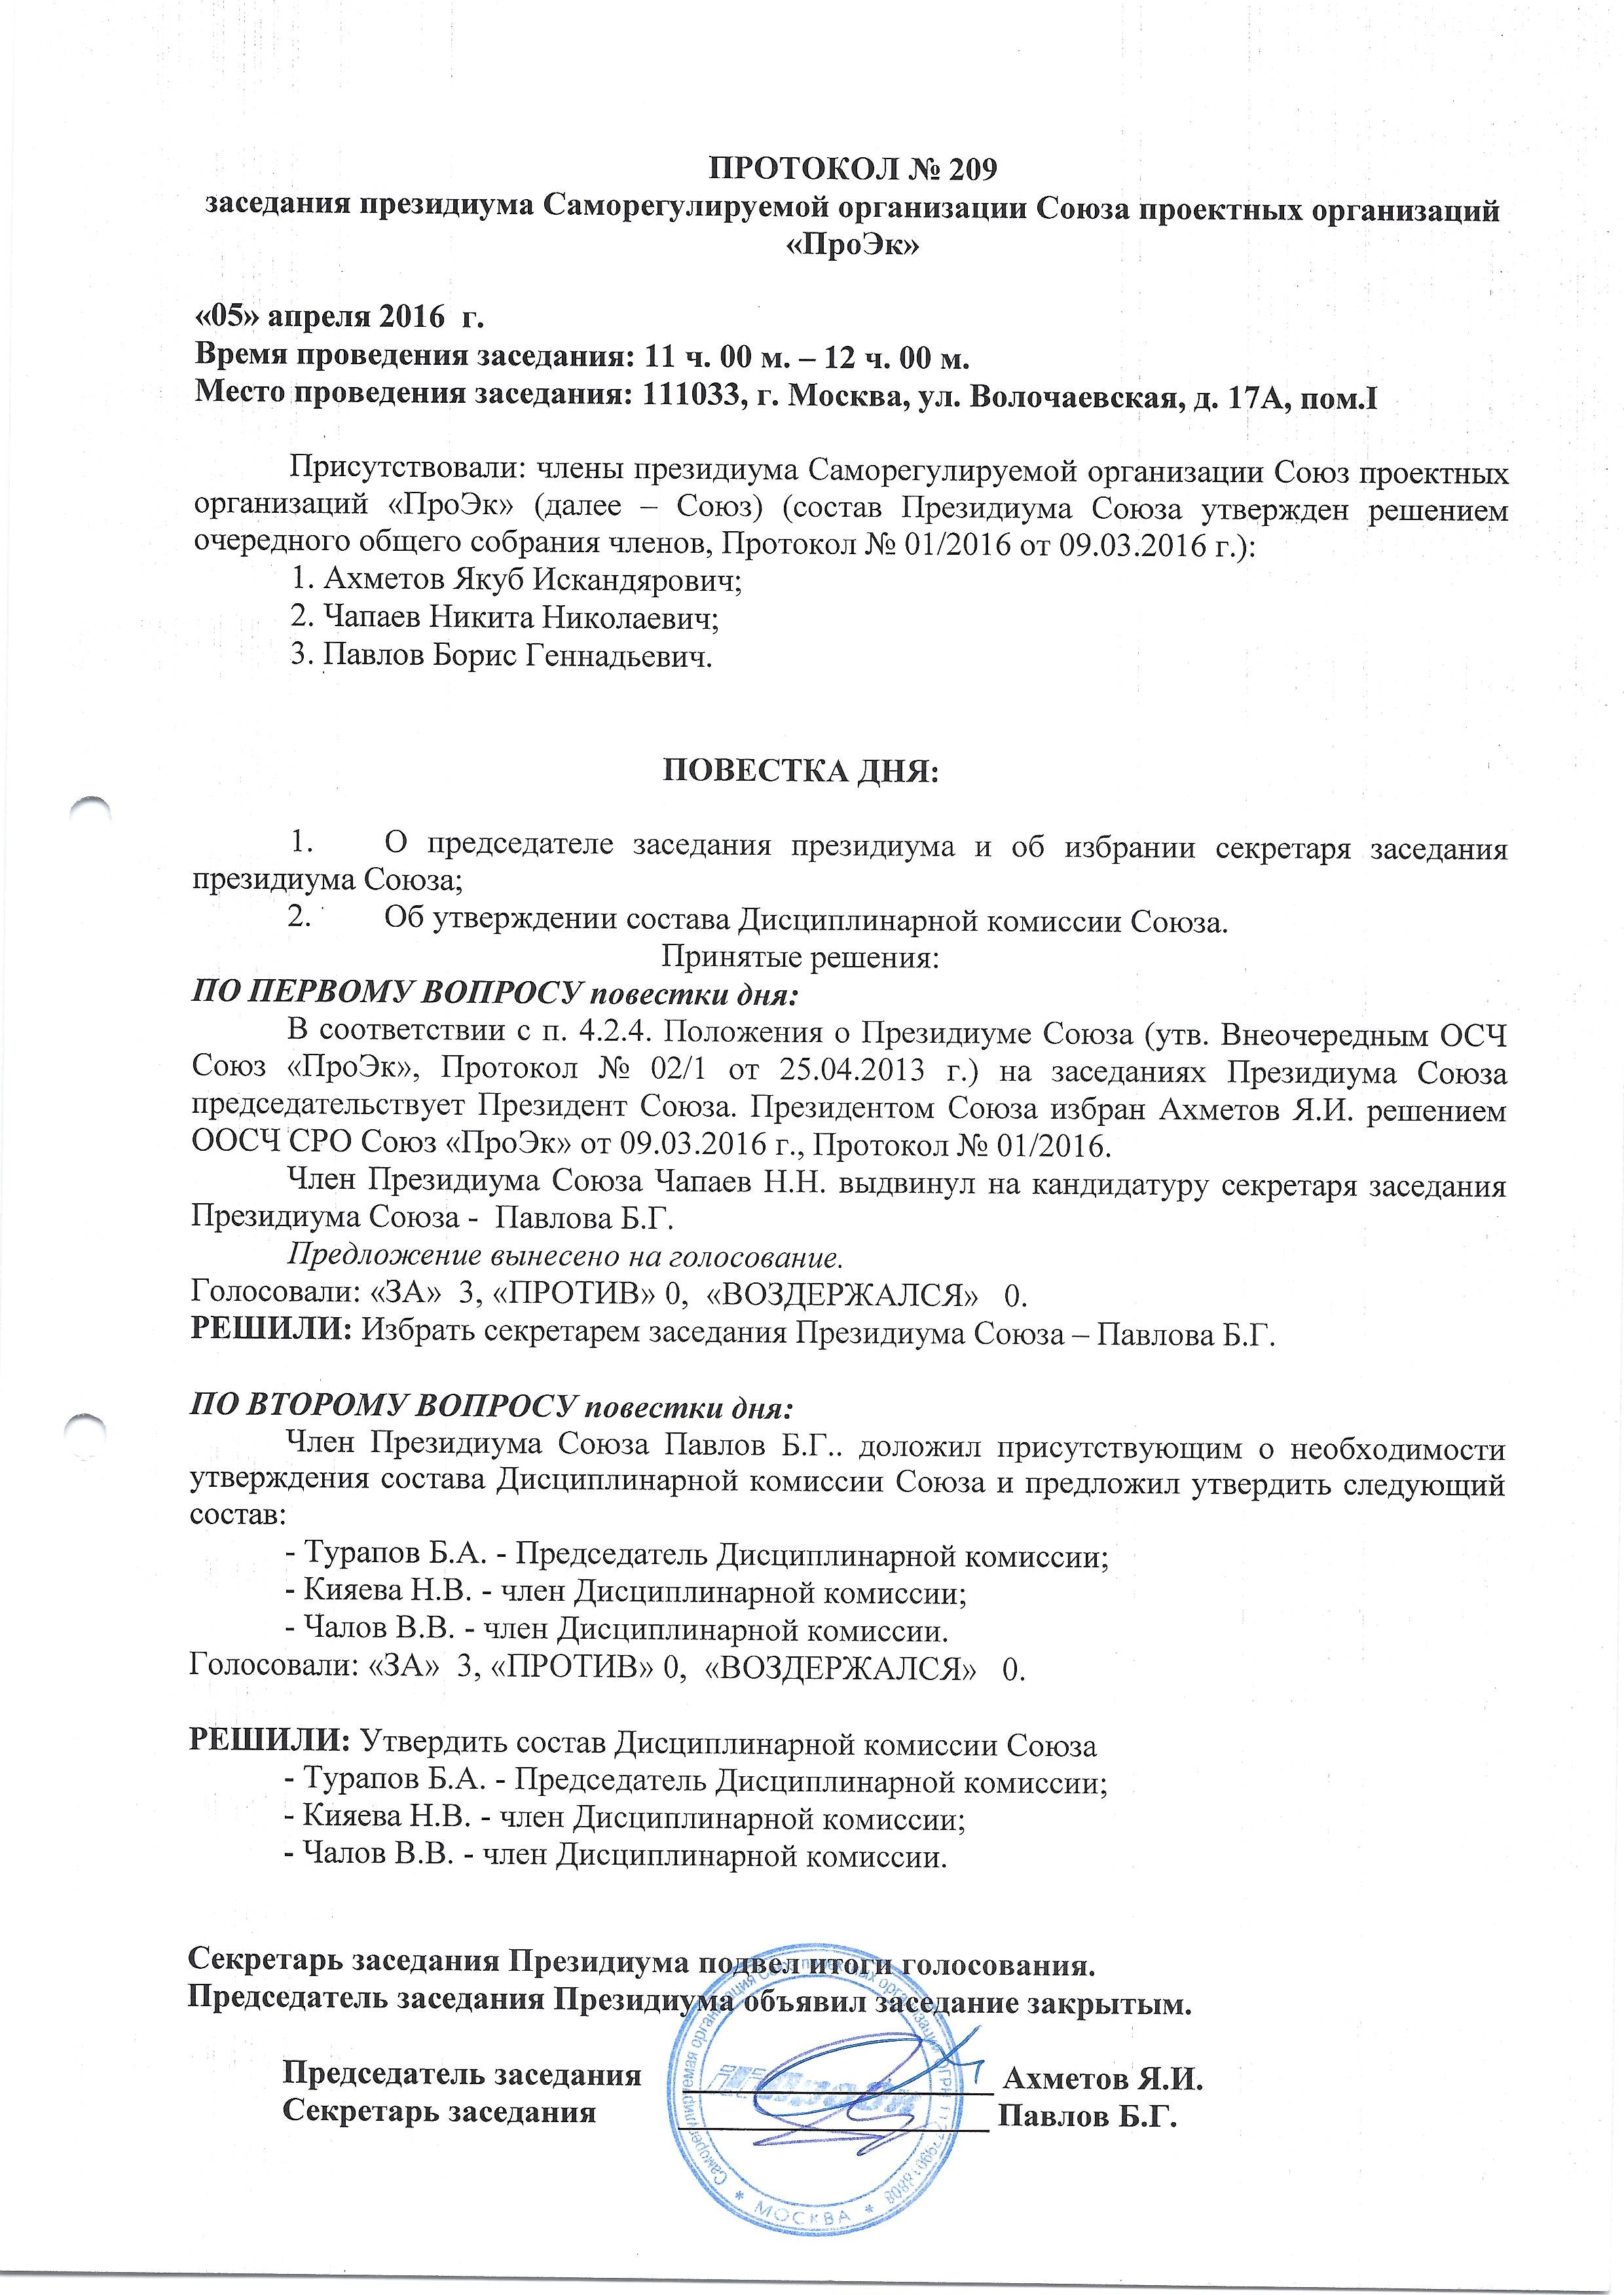 ПРОТОКОЛ № 209
заседания президиума Саморегулируемой организации Союза проектных организаций
«ПроЭк»
«05» апреля 2016  г.
Время проведения заседания: 11 ч. 00 м. – 12 ч. 00 м.
Место проведения заседания: 111033, г. Москва, ул. Волочаевская, д. 17А, пом.I
Присутствовали: члены президиума Саморегулируемой организации Союз проектных
организаций «ПроЭк» (далее – Союз) (состав Президиума Союза утвержден решением
очередного общего собрания членов, Протокол № 01/2016 от 09.03.2016 г.):
1. Ахметов Якуб Искандярович;
2. Чапаев Никита Николаевич;
3. Павлов Борис Геннадьевич.
ПОВЕСТКА ДНЯ:
1. О председателе заседания президиума и об избрании секретаря заседания
президиума Союза;
2. Об утверждении состава Дисциплинарной комиссии Союза.
Принятые решения:
ПО ПЕРВОМУ ВОПРОСУ повестки дня:
В соответствии с п. 4.2.4. Положения о Президиуме Союза (утв. Внеочередным ОСЧ
Союз «ПроЭк», Протокол № 02/1 от 25.04.2013 г.) на заседаниях Президиума Союза
председательствует Президент Союза. Президентом Союза избран Ахметов Я.И. решением
ООСЧ СРО Союз «ПроЭк» от 09.03.2016 г., Протокол № 01/2016.
Член Президиума Союза Чапаев Н.Н. выдвинул на кандидатуру секретаря заседания
Президиума Союза -  Павлова Б.Г.
Предложение вынесено на голосование.
Голосовали: «ЗА»  3, «ПРОТИВ» 0,  «ВОЗДЕРЖАЛСЯ»   0.
РЕШИЛИ: Избрать секретарем заседания Президиума Союза – Павлова Б.Г.
ПО ВТОРОМУ ВОПРОСУ повестки дня:
Член Президиума Союза Павлов Б.Г.. доложил присутствующим о необходимости
утверждения состава Дисциплинарной комиссии Союза и предложил утвердить следующий
состав:
- Турапов Б.А. - Председатель Дисциплинарной комиссии;
- Кияева Н.В. - член Дисциплинарной комиссии;
- Чалов В.В. - член Дисциплинарной комиссии.
Голосовали: «ЗА»  3, «ПРОТИВ» 0,  «ВОЗДЕРЖАЛСЯ»   0.
РЕШИЛИ: Утвердить состав Дисциплинарной комиссии Союза
- Турапов Б.А. - Председатель Дисциплинарной комиссии;
- Кияева Н.В. - член Дисциплинарной комиссии;
- Чалов В.В. - член Дисциплинарной комиссии.
Секретарь заседания Президиума подвел итоги голосования.
Председатель заседания Президиума объявил заседание закрытым.
Председатель заседания ____________________ Ахметов Я.И.
Секретарь заседания ____________________ Павлов Б.Г.
Саморегулируемая организация Союз проектных организаций
* МОСКВА *